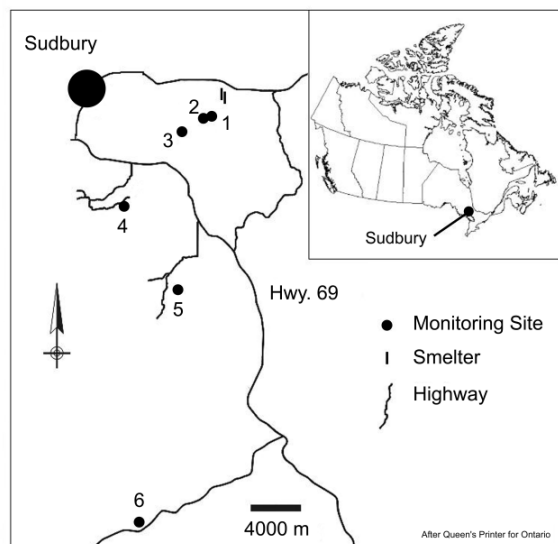 Sudbury
2
1
3
4
5
6
Hwy. 69
Sudbury
Monitoring Site
Smelter
Highway
4000 m
After Queen's Printer for Ontario